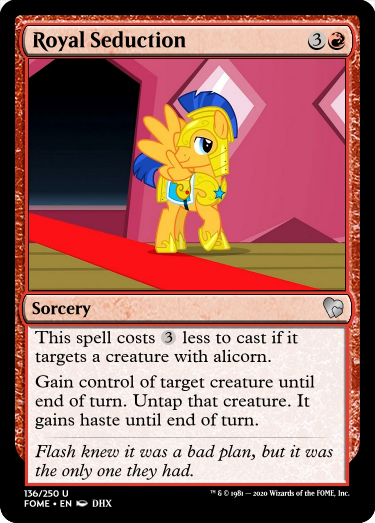 Royal Seduction 3
Sorcery
This spell costs 3 less to cast if it
targets a creature with alicorn.
Gain control of target creature until
end of turn. Untap that creature. It
gains haste until end of turn.
Flash knew it was a bad plan, but it was
the only one they had.
136/250 U
™ & © 1981 — 2020 Wizards of the FOME, Inc.
FOME • EN DHX